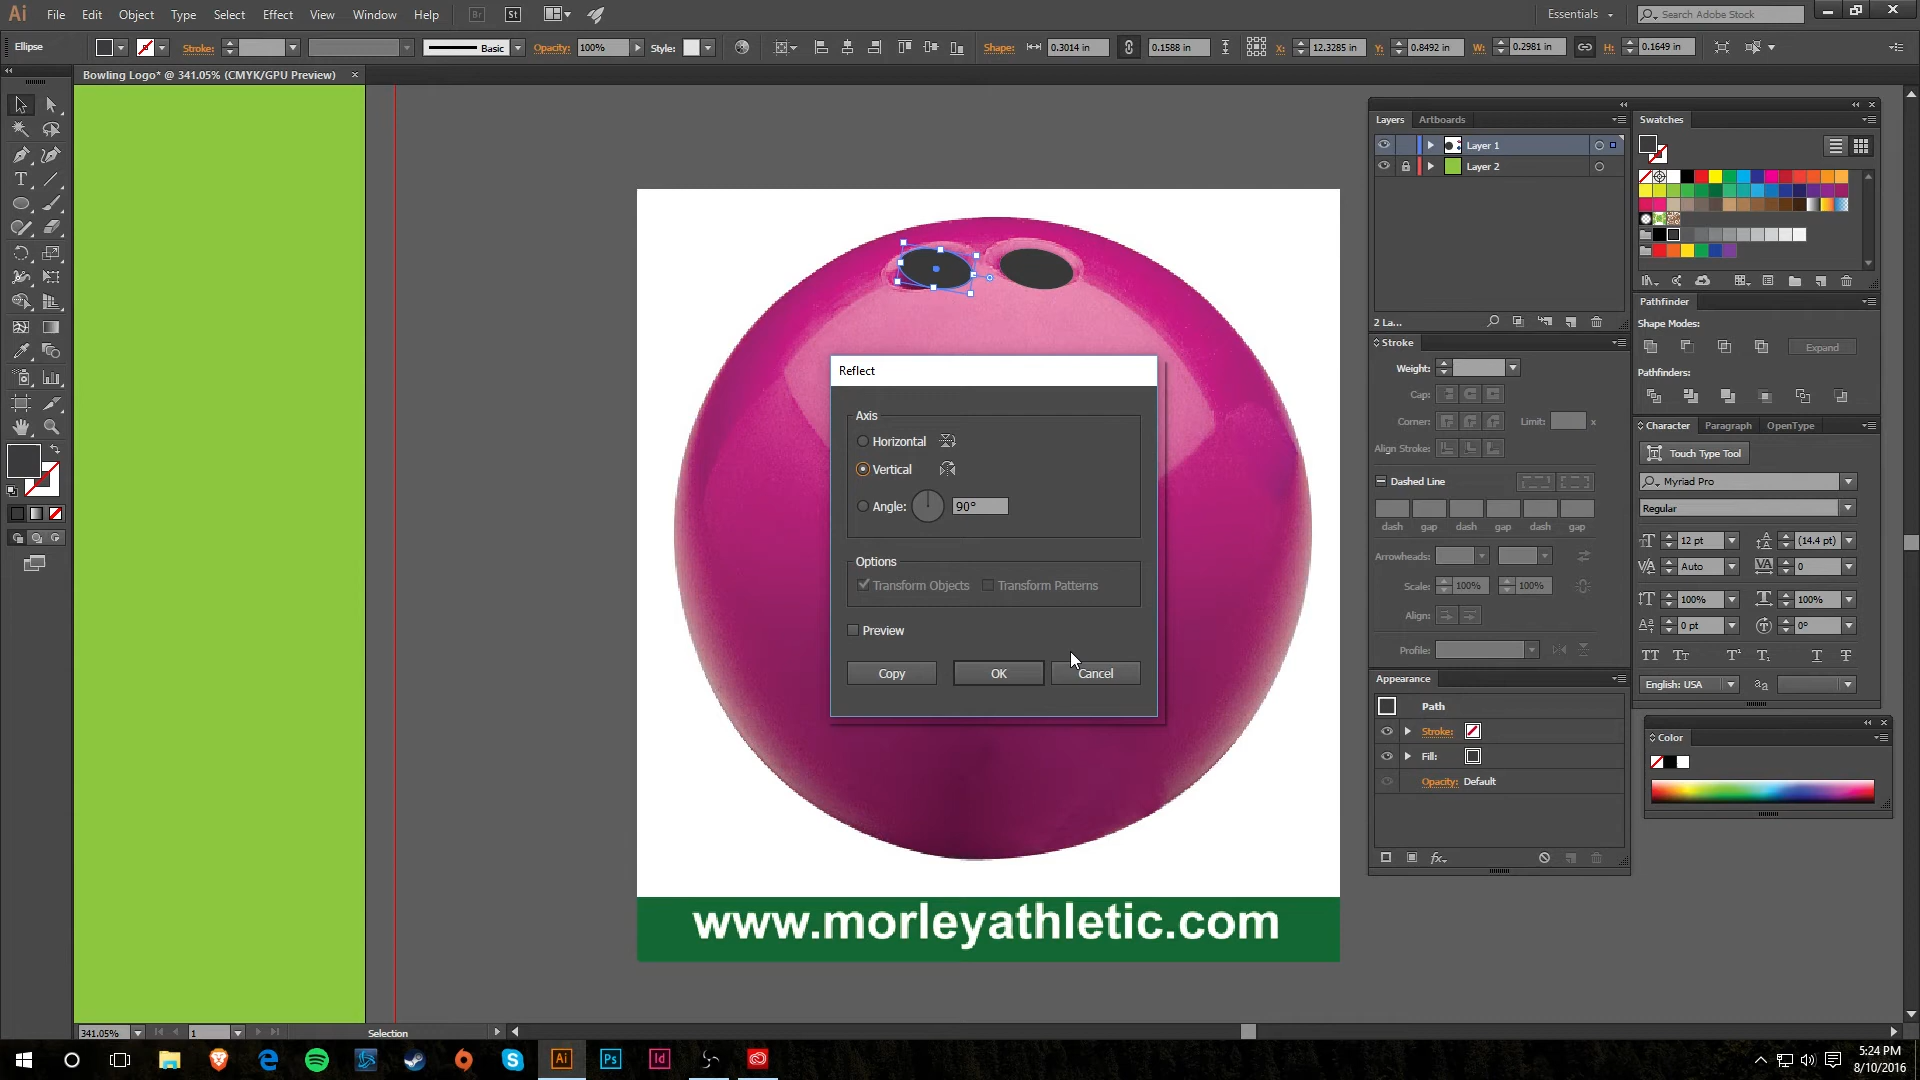 Ai File Edit Object Type Select Effect View Window Help Br St Essentials Search Adobe Stock
Ellipse Stroke: Basic Opacity: 100% Style: Shape: 0.3014 in 0.1588 in X: 12.3285 in Y: 0.8492 in W: 0.2981 in H: 0.1649 in
Bowling Logo* @ 341.05% (CMYK/GPU Preview)
Layers Artboards
Layer 1
Layer 2
2 La...
Swatches
Pathfinder
Shape Modes:
Expand
Pathfinders:
Stroke
Weight:
Cap:
Corner: Limit: x
Align Stroke:
Dashed Line
dash gap dash gap dash gap
Arrowheads:
Scale: 100% 100%
Align:
Profile:
Character Paragraph OpenType
Touch Type Tool
Myriad Pro
Regular
12 pt (14.4 pt)
Auto 0
100% 100%
0 pt 0°
English: USA
Appearance
Path
Stroke:
Fill:
Opacity: Default
Color
Reflect
Axis
Horizontal
Vertical
Angle: 90°
Options
Transform Objects Transform Patterns
Preview
Copy OK Cancel
www.morleyathletic.com
341.05% 1 Selection
Ai Ps Id
5:24 PM
8/10/2016